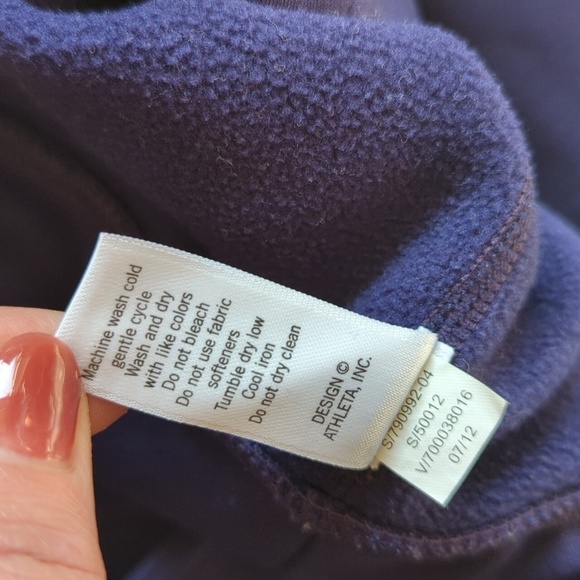 Machine wash cold
gentle cycle
Wash and dry
with like colors
Do not bleach
Do not use fabric
softeners
Tumble dry low
Cool iron
Do not dry clean
DESIGN ©
ATHLETA, INC.
S/790992-04
S/50012
V/700038016
07/12